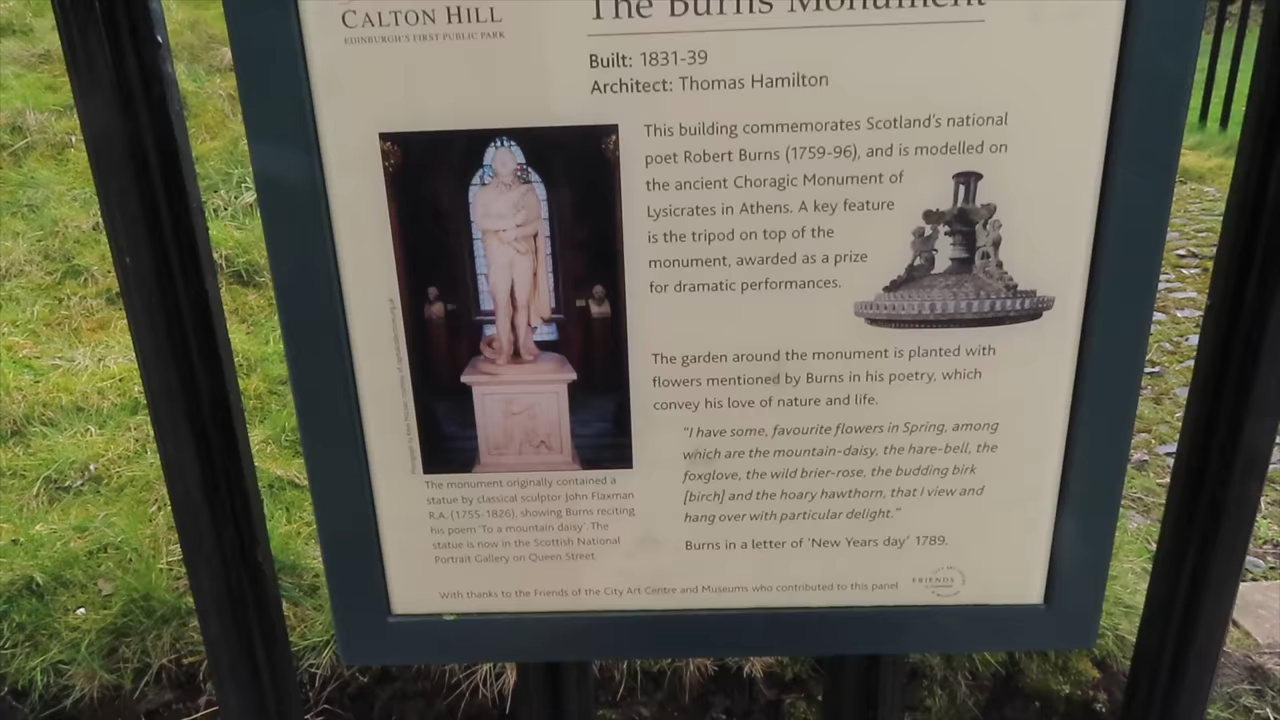 CALTON HILL
EDINBURGH'S FIRST PUBLIC PARK
The Burns Monument
Built: 1831-39
Architect: Thomas Hamilton
This building commemorates Scotland's national
poet Robert Burns (1759-96), and is modelled on
the ancient Choragic Monument of
Lysicrates in Athens. A key feature
is the tripod on top of the
monument, awarded as a prize
for dramatic performances.
The garden around the monument is planted with
flowers mentioned by Burns in his poetry, which
convey his love of nature and life.
"I have some, favourite flowers in Spring, among
which are the mountain-daisy, the hare-bell, the
foxglove, the wild brier-rose, the budding birk
[birch] and the hoary hawthorn, that I view and
hang over with particular delight."
Burns in a letter of 'New Years day' 1789.
The monument originally contained a
statue by classical sculptor John Flaxman
R.A. (1755-1826), showing Burns reciting
his poem 'To a mountain daisy'. The
statue is now in the Scottish National
Portrait Gallery on Queen Street.
With thanks to the Friends of the City Art Centre and Museums who contributed to this panel
FRIENDS